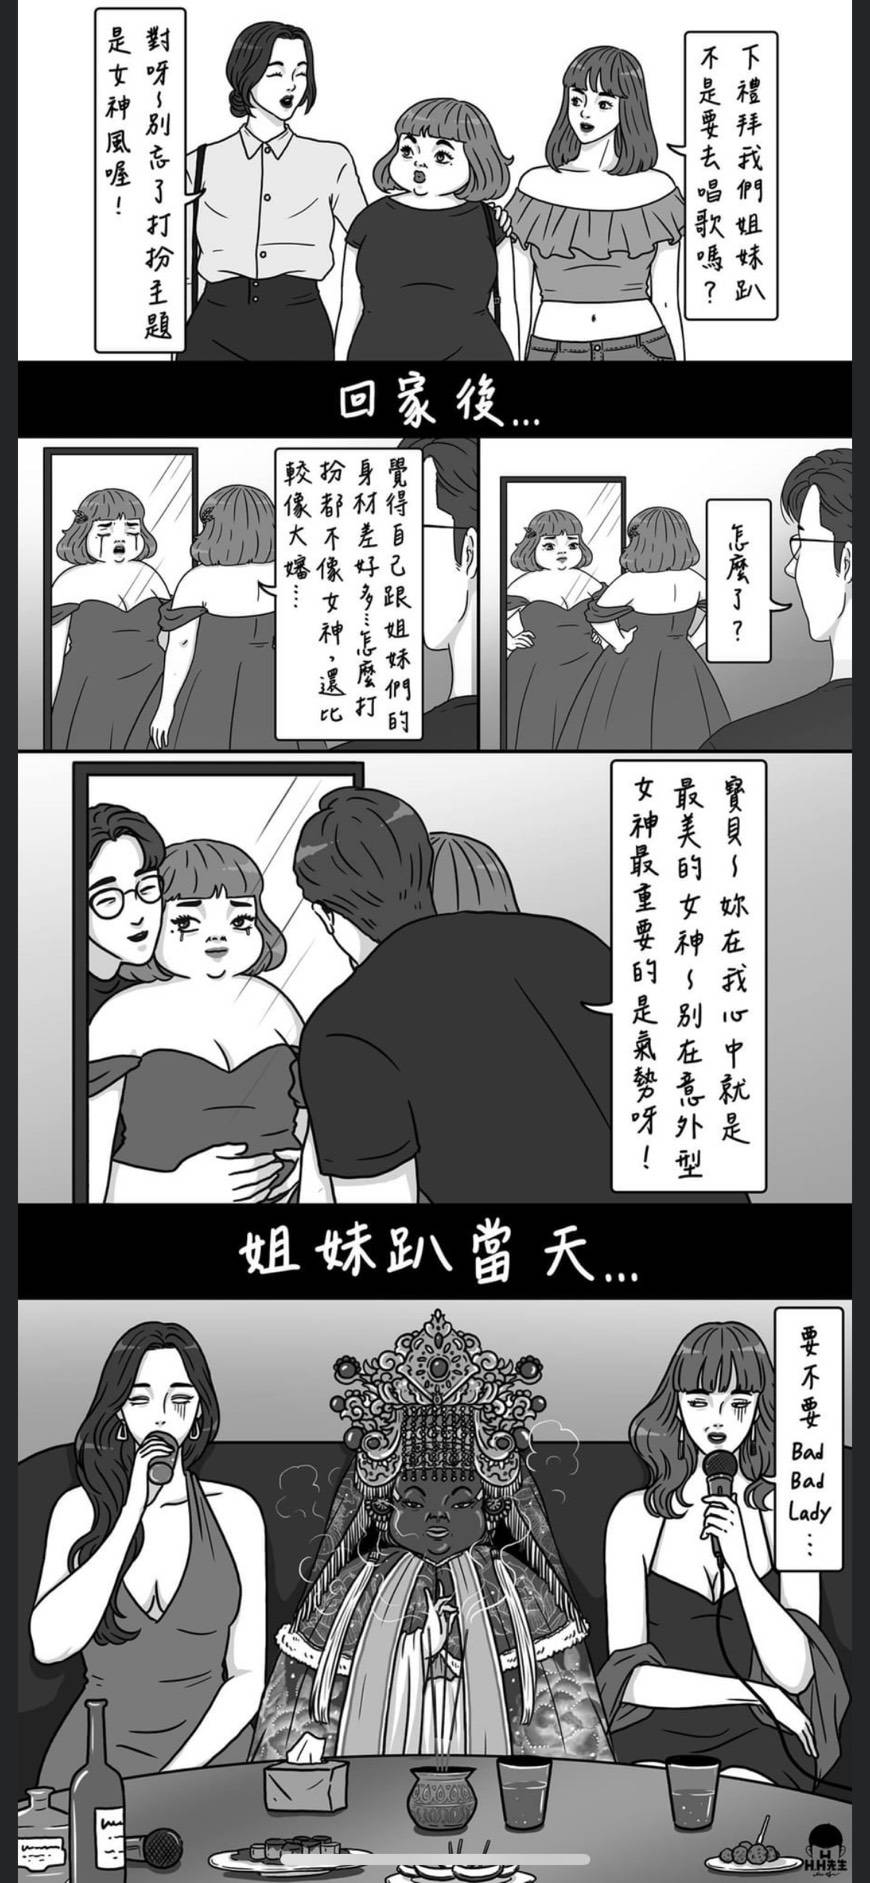 下禮拜我們姐妹趴
不是要去唱歌嗎？
對呀～別忘了打扮主題
是女神風喔！
回家後...
怎麼了？
覺得自己跟姐妹們的
身材差好多…怎麼打
扮都不像女神，還比
較像大嬸…
寶貝～妳在我心中就是
最美的女神～別在意外型
女神最重要的是氣勢呀！
姐妹趴當天...
要不要
Bad
Bad
Lady
…
H.H先生